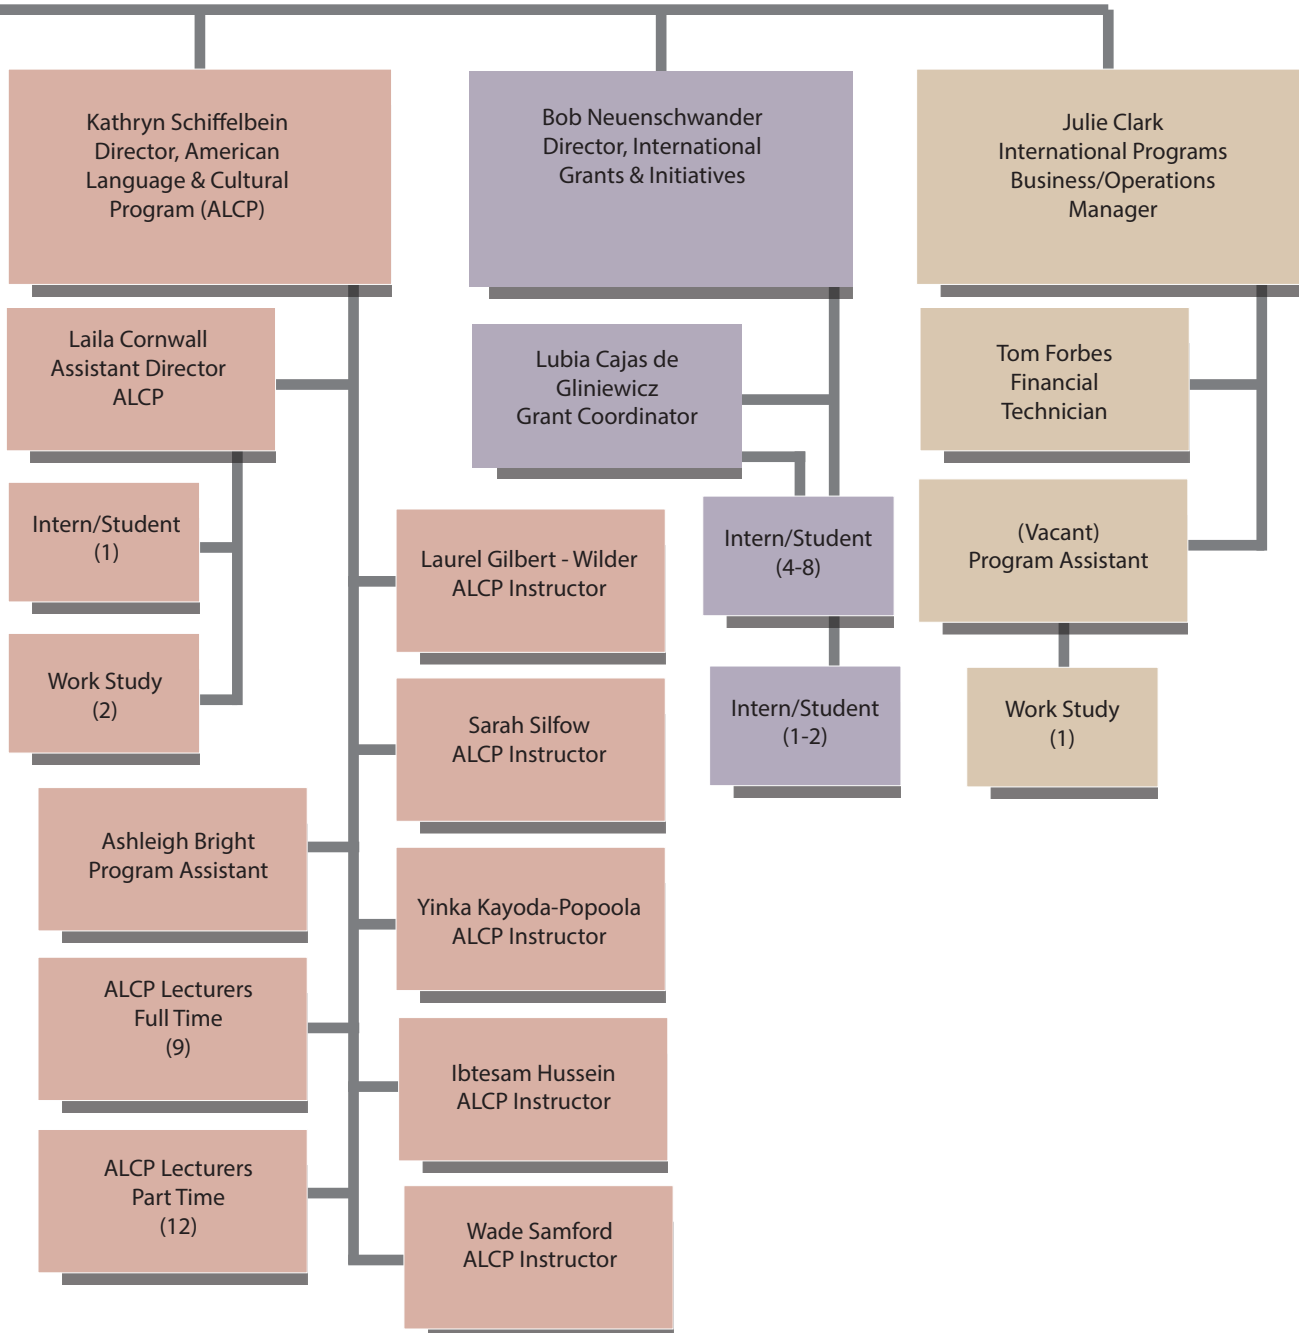 Kathryn Schiffelbein
Director, American
Language & Cultural
Program (ALCP)
Bob Neuenschwander
Director, International
Grants & Initiatives
Julie Clark
International Programs
Business/Operations
Manager
Laila Cornwall
Assistant Director
ALCP
Lubia Cajas de
Gliniewicz
Grant Coordinator
Tom Forbes
Financial
Technician
Intern/Student
(1)
Laurel Gilbert - Wilder
ALCP Instructor
Intern/Student
(4-8)
(Vacant)
Program Assistant
Work Study
(2)
Sarah Silfow
ALCP Instructor
Intern/Student
(1-2)
Work Study
(1)
Ashleigh Bright
Program Assistant
Yinka Kayoda-Popoola
ALCP Instructor
ALCP Lecturers
Full Time
(9)
Ibtesam Hussein
ALCP Instructor
ALCP Lecturers
Part Time
(12)
Wade Samford
ALCP Instructor